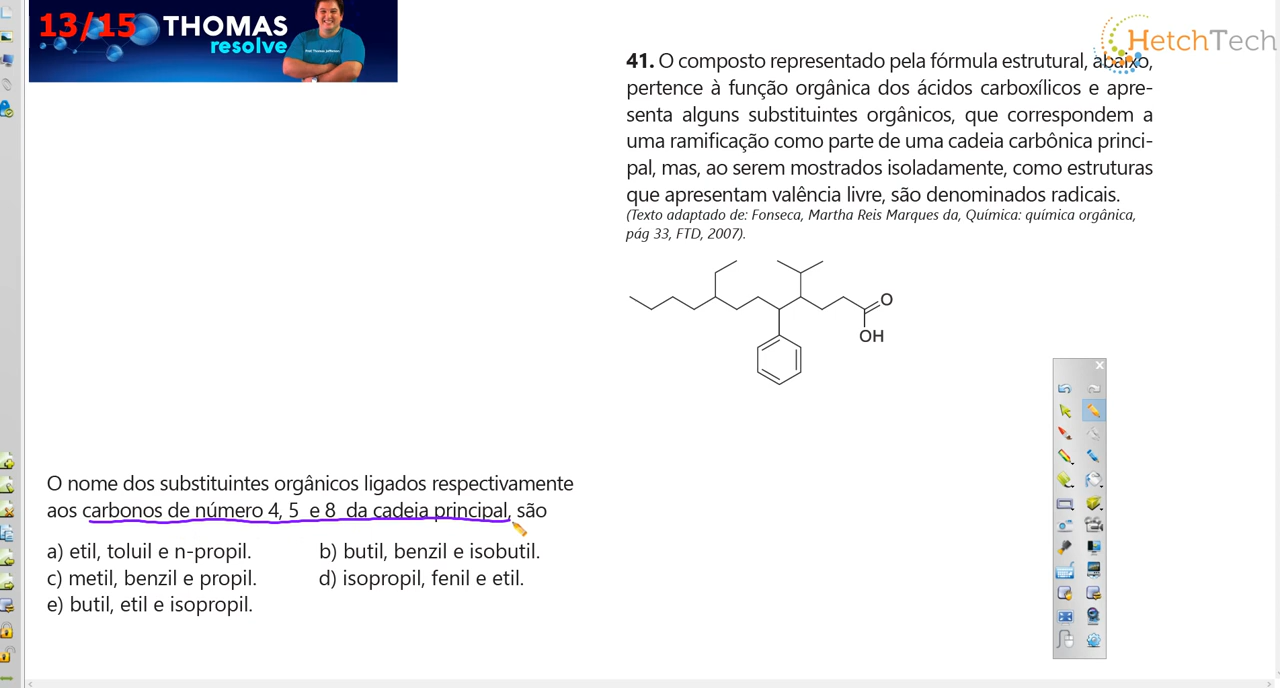 13/15 THOMAS
resolve
HetchTech
41. O composto representado pela fórmula estrutural, abaixo,
pertence à função orgânica dos ácidos carboxílicos e apre-
senta alguns substituintes orgânicos, que correspondem a
uma ramificação como parte de uma cadeia carbônica princi-
pal, mas, ao serem mostrados isoladamente, como estruturas
que apresentam valência livre, são denominados radicais.
(Texto adaptado de: Fonseca, Martha Reis Marques da, Química: química orgânica,
pág 33, FTD, 2007).
O
OH
O nome dos substituintes orgânicos ligados respectivamente
aos carbonos de número 4, 5 e 8 da cadeia principal, são
a) etil, toluil e n-propil. b) butil, benzil e isobutil.
c) metil, benzil e propil. d) isopropil, fenil e etil.
e) butil, etil e isopropil.